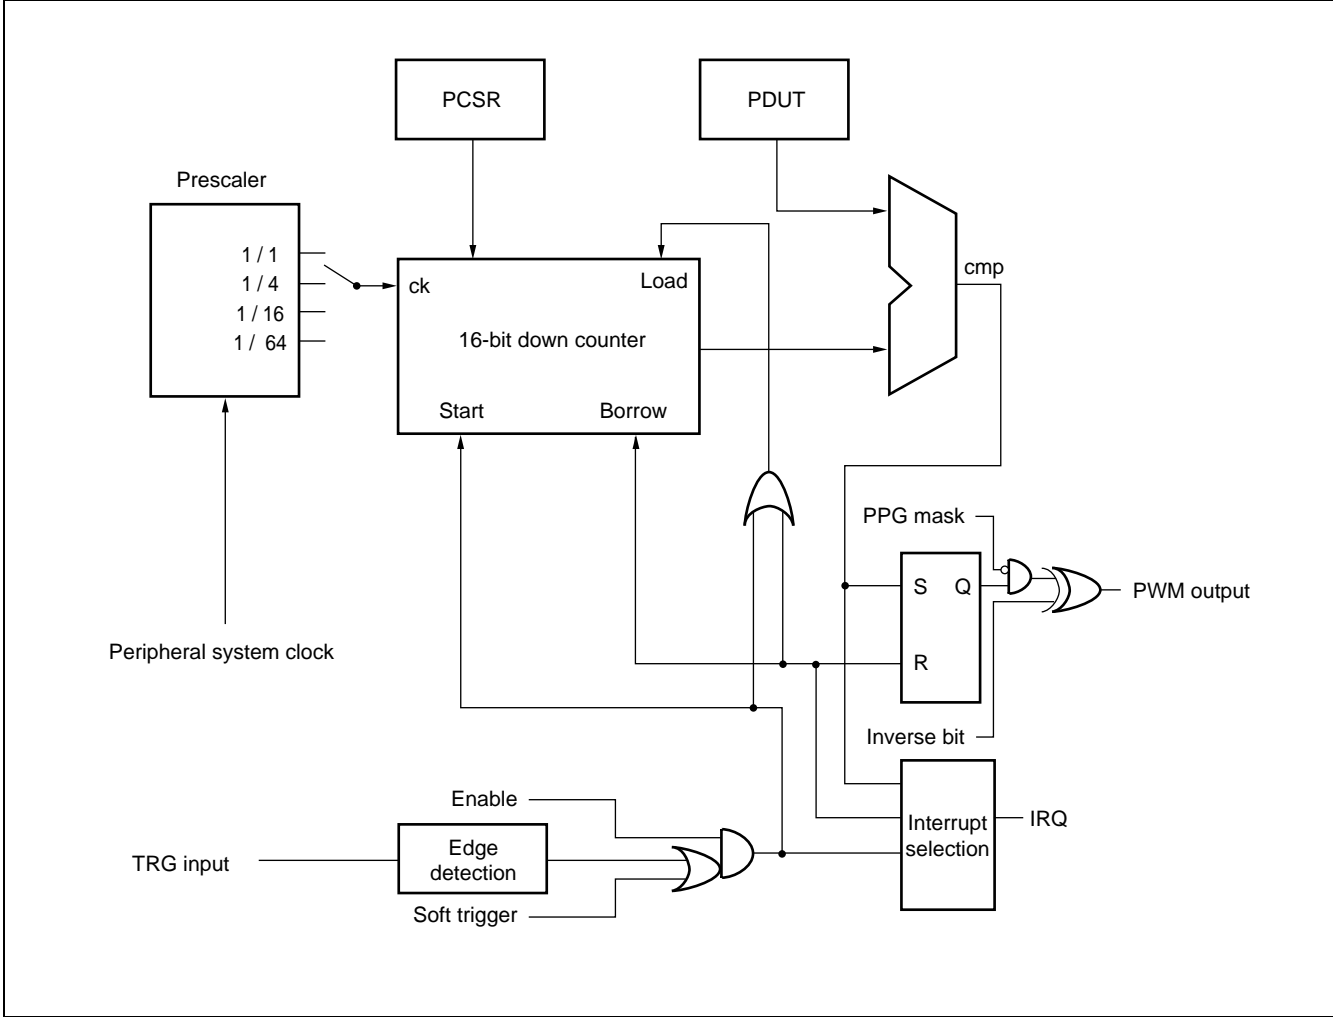 PCSR
PDUT
Prescaler
1 / 1
1 / 4
1 / 16
1 / 64
ck
Load
16-bit down counter
Start
Borrow
cmp
PPG mask
S
Q
R
PWM output
Peripheral system clock
Inverse bit
Enable
Edge
detection
TRG input
Soft trigger
Interrupt
selection
IRQ